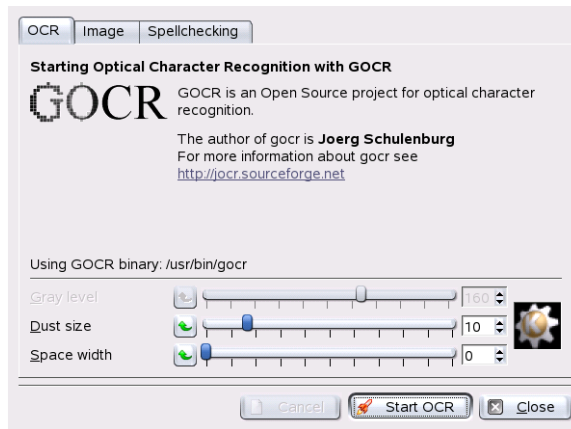 OCR Image Spellchecking
Starting Optical Character Recognition with GOCR
GOCR
GOCR is an Open Source project for optical character
recognition.
The author of gocr is Joerg Schulenburg
For more information about gocr see
http://jocr.sourceforge.net
Using GOCR binary: /usr/bin/gocr
Gray level 160
Dust size 10
Space width 0
Cancel Start OCR Close